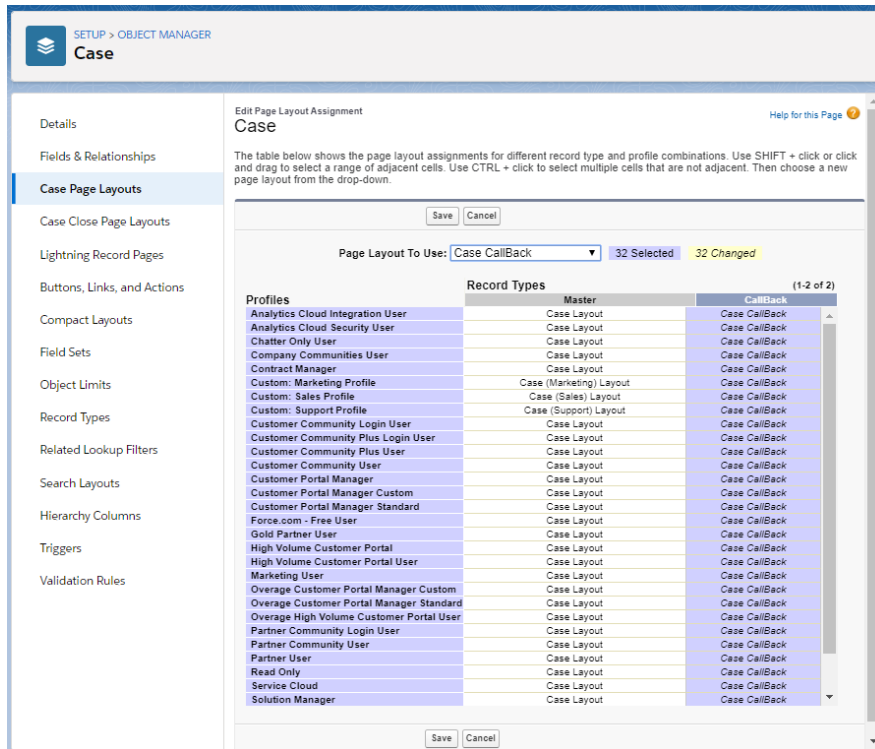 SETUP > OBJECT MANAGER
Case
Details
Fields & Relationships
Case Page Layouts
Case Close Page Layouts
Lightning Record Pages
Buttons, Links, and Actions
Compact Layouts
Field Sets
Object Limits
Record Types
Related Lookup Filters
Search Layouts
Hierarchy Columns
Triggers
Validation Rules
Edit Page Layout Assignment
Case
Help for this Page ?
The table below shows the page layout assignments for different record type and profile combinations. Use SHIFT + click or click
and drag to select a range of adjacent cells. Use CTRL + click to select multiple cells that are not adjacent. Then choose a new
page layout from the drop-down.
Save Cancel
Page Layout To Use: Case CallBack 32 Selected 32 Changed
Record Types (1-2 of 2)
Profiles Master CallBack
Analytics Cloud Integration User Case Layout Case CallBack
Analytics Cloud Security User Case Layout Case CallBack
Chatter Only User Case Layout Case CallBack
Company Communities User Case Layout Case CallBack
Contract Manager Case Layout Case CallBack
Custom: Marketing Profile Case (Marketing) Layout Case CallBack
Custom: Sales Profile Case (Sales) Layout Case CallBack
Custom: Support Profile Case (Support) Layout Case CallBack
Customer Community Login User Case Layout Case CallBack
Customer Community Plus Login User Case Layout Case CallBack
Customer Community Plus User Case Layout Case CallBack
Customer Community User Case Layout Case CallBack
Customer Portal Manager Case Layout Case CallBack
Customer Portal Manager Custom Case Layout Case CallBack
Customer Portal Manager Standard Case Layout Case CallBack
Force.com - Free User Case Layout Case CallBack
Gold Partner User Case Layout Case CallBack
High Volume Customer Portal Case Layout Case CallBack
High Volume Customer Portal User Case Layout Case CallBack
Marketing User Case Layout Case CallBack
Overage Customer Portal Manager Custom Case Layout Case CallBack
Overage Customer Portal Manager Standard Case Layout Case CallBack
Overage High Volume Customer Portal User Case Layout Case CallBack
Partner Community Login User Case Layout Case CallBack
Partner Community User Case Layout Case CallBack
Partner User Case Layout Case CallBack
Read Only Case Layout Case CallBack
Service Cloud Case Layout Case CallBack
Solution Manager Case Layout Case CallBack
Save Cancel